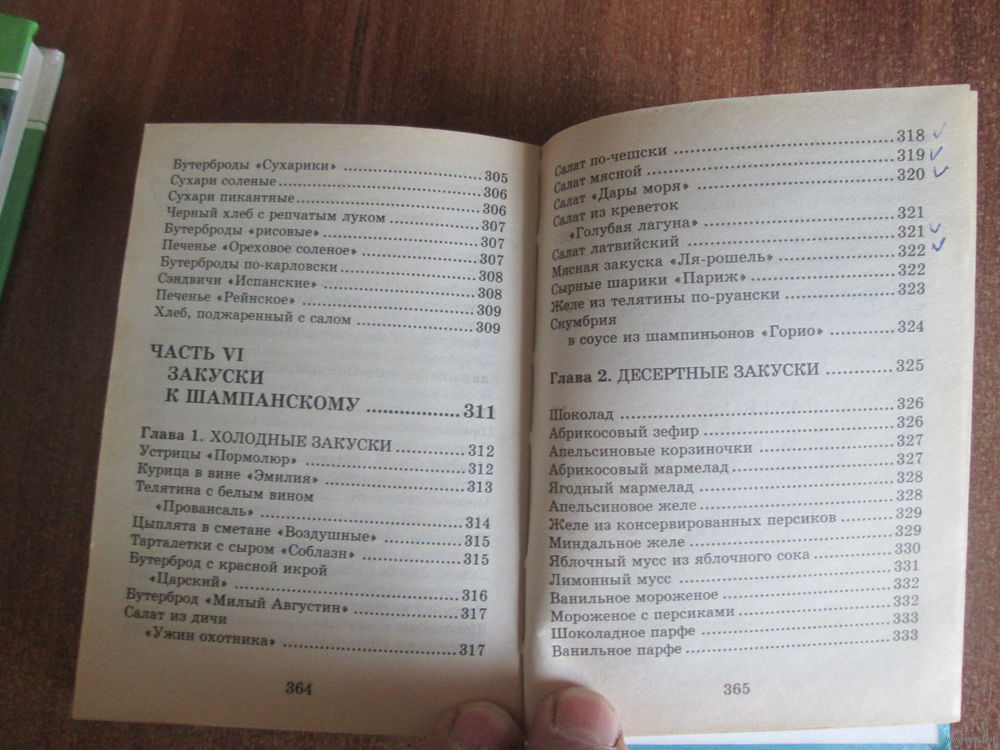 Бутерброды «Сухарики» 305
Сухари соленые 306
Сухари пикантные 306
Черный хлеб с репчатым луком 307
Бутерброды «рисовые» 307
Печенье «Ореховое соленое» 307
Бутерброды по-карловски 308
Сэндвичи «Испанские» 308
Печенье «Рейнское» 309
Хлеб, поджаренный с салом 309
ЧАСТЬ VI
ЗАКУСКИ
К ШАМПАНСКОМУ 311
Глава 1. ХОЛОДНЫЕ ЗАКУСКИ 312
Устрицы «Пормолюр» 312
Курица в вине «Эмилия» 313
Телятина с белым вином
«Провансаль» 314
Цыплята в сметане «Воздушные» 315
Тарталетки с сыром «Соблазн» 315
Бутерброд с красной икрой
«Царский» 316
Бутерброд «Милый Августин» 317
Салат из дичи
«Ужин охотника» 317
364
Салат по-чешски 318
Салат мясной 319
Салат «Дары моря» 320
Салат из креветок
«Голубая лагуна» 321
Салат латвийский 321
Мясная закуска «Ля-рошель» 322
Сырные шарики «Париж» 322
Желе из телятины по-руански 323
Скумбрия
в соусе из шампиньонов «Горио» 324
Глава 2. ДЕСЕРТНЫЕ ЗАКУСКИ 325
Шоколад 326
Абрикосовый зефир 326
Апельсиновые корзиночки 327
Абрикосовый мармелад 327
Ягодный мармелад 328
Апельсиновое желе 328
Желе из консервированных персиков 329
Миндальное желе 329
Яблочный мусс из яблочного сока 330
Лимонный мусс 331
Ванильное мороженое 332
Мороженое с персиками 332
Шоколадное парфе 333
Ванильное парфе 333
365